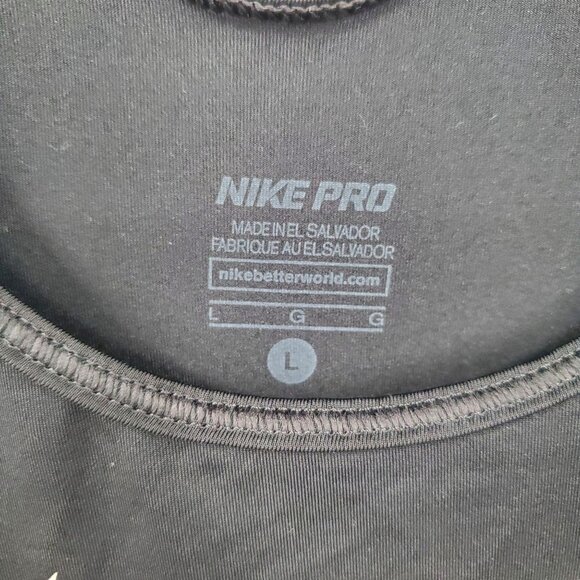 NIKE PRO
MADE IN EL SALVADOR
FABRIQUE AU EL SALVADOR
nikebetterworld.com
L G G
L